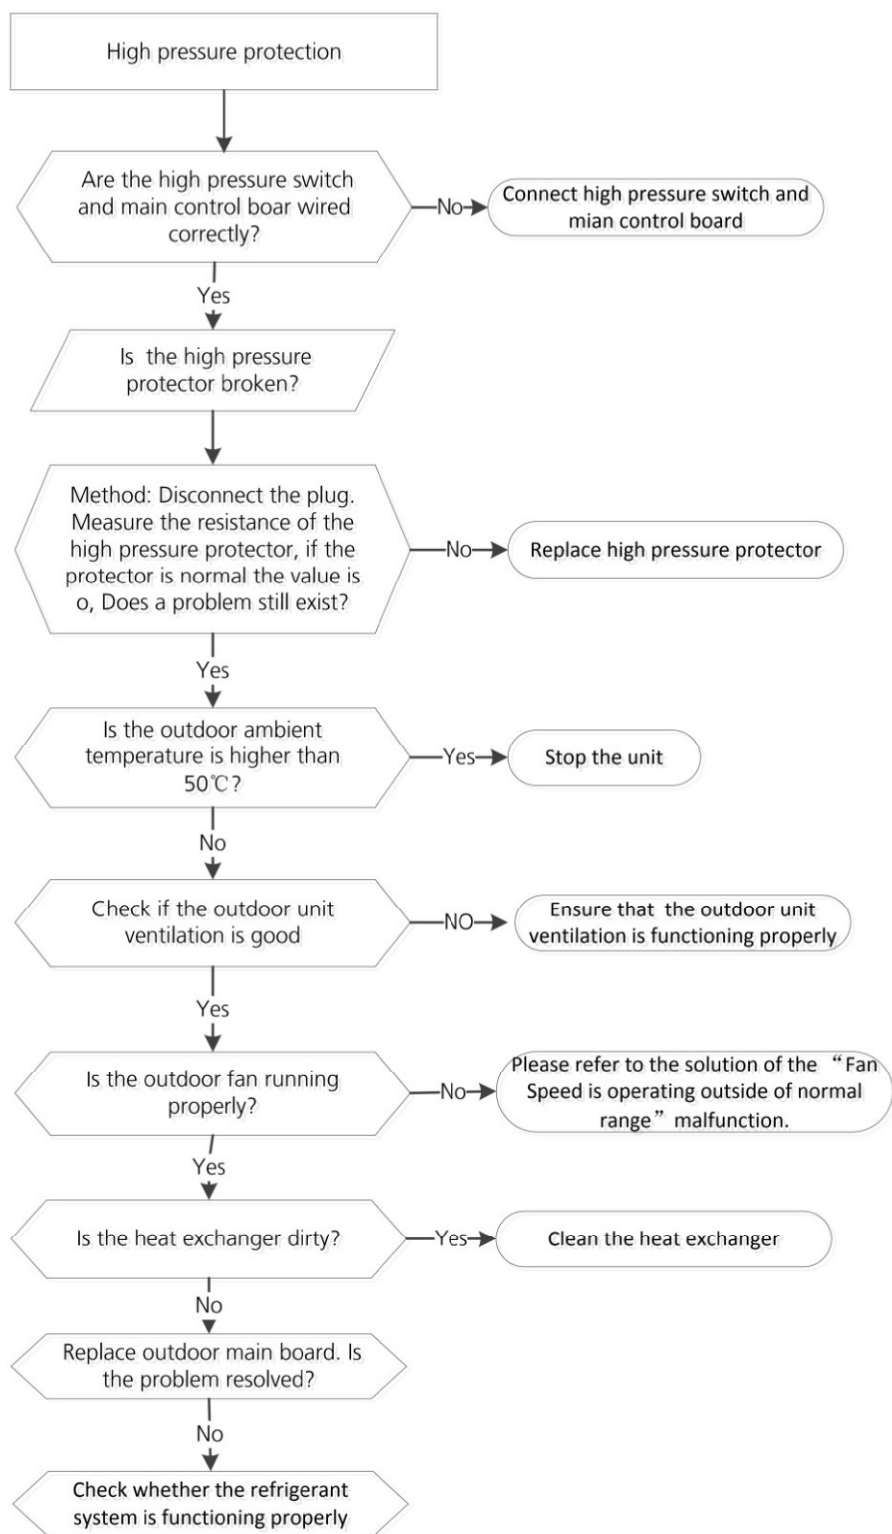 High pressure protection
Are the high pressure switch
and main control boar wired
correctly?
No
Connect high pressure switch and
mian control board
Yes
Is the high pressure
protector broken?
Method: Disconnect the plug.
Measure the resistance of the
high pressure protector, if the
protector is normal the value is
o, Does a problem still exist?
No
Replace high pressure protector
Yes
Is the outdoor ambient
temperature is higher than
50℃?
Yes
Stop the unit
No
Check if the outdoor unit
ventilation is good
NO
Ensure that the outdoor unit
ventilation is functioning properly
Yes
Is the outdoor fan running
properly?
No
Please refer to the solution of the “Fan
Speed is operating outside of normal
range” malfunction.
Yes
Is the heat exchanger dirty?
Yes
Clean the heat exchanger
No
Replace outdoor main board. Is
the problem resolved?
No
Check whether the refrigerant
system is functioning properly